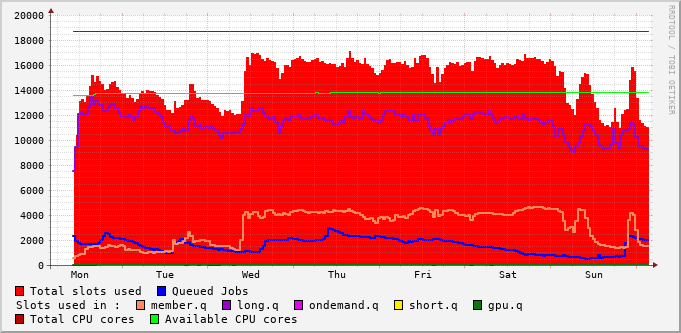 20000
18000
16000
14000
12000
10000
8000
6000
4000
2000
0
Mon Tue Wed Thu Fri Sat Sun
Total slots used Queued Jobs
Slots used in : member.q long.q ondemand.q short.q gpu.q
Total CPU cores Available CPU cores
RRDTOOL / TOBI OETIKER